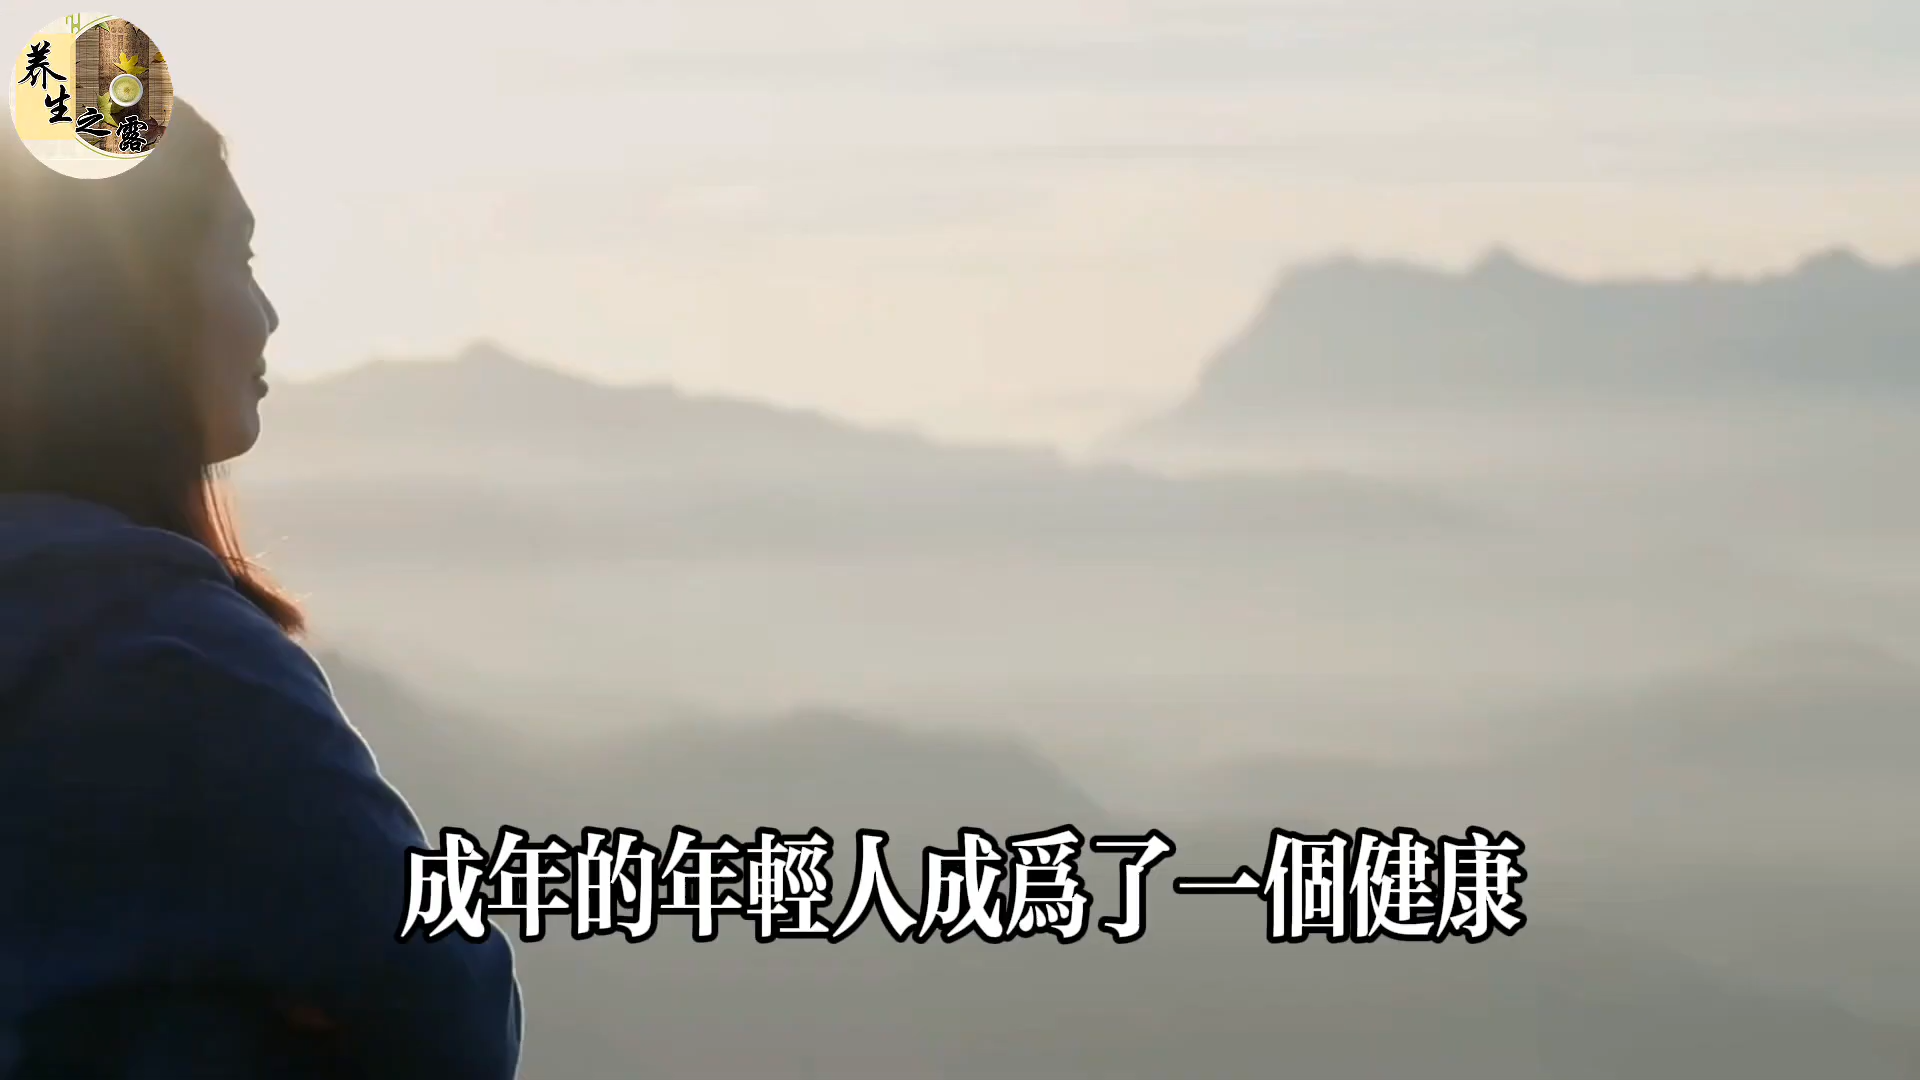 养生之露
成年的年輕人成爲了一個健康